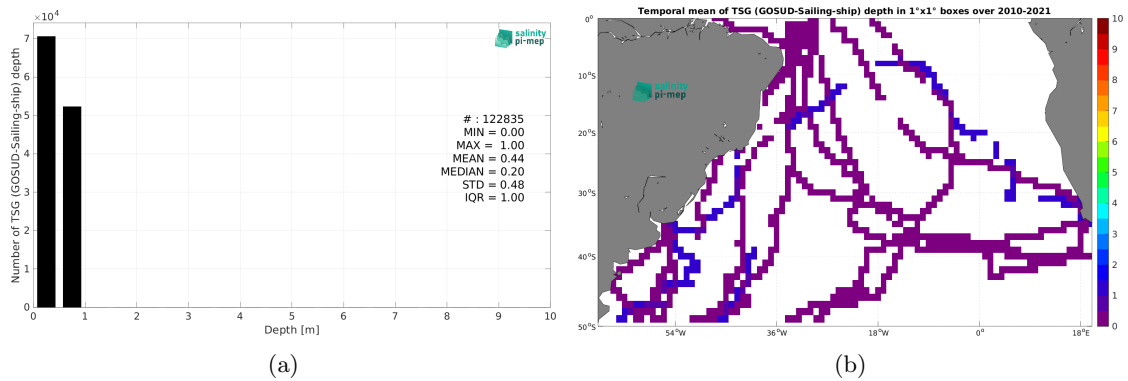 ×10⁴
7
6
5
4
3
2
1
0
Number of TSG (GOSUD-Sailing-ship) depth
salinity
pi-mep
# : 122835
MIN = 0.00
MAX = 1.00
MEAN = 0.44
MEDIAN = 0.20
STD = 0.48
IQR = 1.00
0 1 2 3 4 5 6 7 8 9 10
Depth [m]
(a)
Temporal mean of TSG (GOSUD-Sailing-ship) depth in 1°x1° boxes over 2010-2021
0°
10°S
20°S
30°S
40°S
50°S
salinity
pi-mep
54°W 36°W 18°W 0° 18°E
10
9
8
7
6
5
4
3
2
1
0
(b)